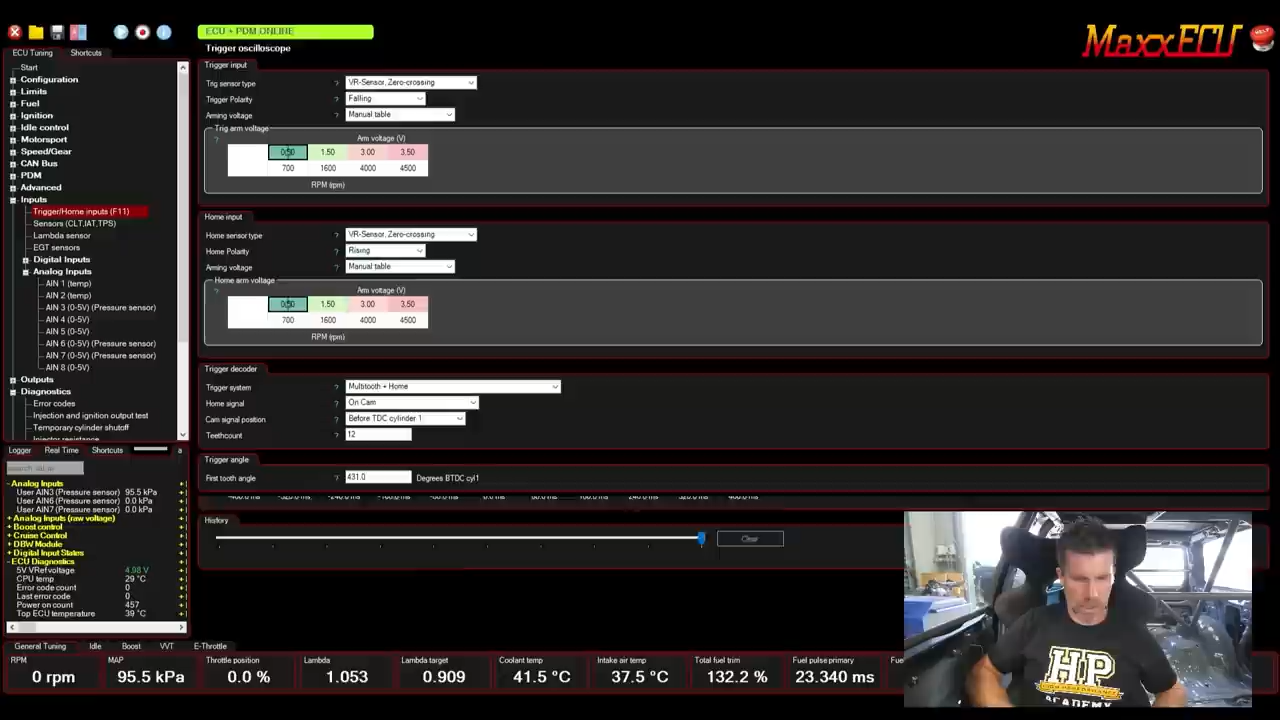 ECU + PDM ONLINE
MaxxECU
HELP
ECU Tuning Shortcuts
Trigger oscilloscope
Start
Configuration
Limits
Fuel
Ignition
Idle control
Motorsport
Speed/Gear
CAN Bus
PDM
Advanced
Inputs
Trigger/Home inputs (F11)
Sensors (CLT,IAT,TPS)
Lambda sensor
EGT sensors
Digital Inputs
Analog Inputs
AIN 1 (temp)
AIN 2 (temp)
AIN 3 (0-5V) (Pressure sensor)
AIN 4 (0-5V)
AIN 5 (0-5V)
AIN 6 (0-5V) (Pressure sensor)
AIN 7 (0-5V) (Pressure sensor)
AIN 8 (0-5V)
Outputs
Diagnostics
Error codes
Injection and ignition output test
Temporary cylinder shutoff
Injector resistance
Trigger input
Trig sensor type ? VR-Sensor, Zero-crossing
Trigger Polarity ? Falling
Arming voltage ? Manual table
Trig arm voltage
?
Arm voltage (V)
0.50 1.50 3.00 3.50
700 1600 4000 4500
RPM (rpm)
Home input
Home sensor type ? VR-Sensor, Zero-crossing
Home Polarity ? Rising
Arming voltage ? Manual table
Home arm voltage
?
Arm voltage (V)
0.50 1.50 3.00 3.50
700 1600 4000 4500
RPM (rpm)
Trigger decoder
Trigger system ? Multitooth + Home
Home signal ? On Cam
Cam signal position ? Before TDC cylinder 1
Teethcount ? 12
Trigger angle
First tooth angle ? 431.0 Degrees BTDC cyl1
History
Clear
Logger Real Time Shortcuts a
-Analog Inputs
User AIN3 (Pressure sensor) 95.5 kPa +
User AIN6 (Pressure sensor) 0.0 kPa +
User AIN7 (Pressure sensor) 0.0 kPa +
+Analog Inputs (raw voltage) +
+Boost control +
+Cruise Control +
+DBW Module +
+Digital Input States +
-ECU Diagnostics
5V VRef voltage 4.98 V +
CPU temp 29 °C +
Error code count 0 +
Last error code 0 +
Power on count 457 +
Top ECU temperature 39 °C +
General Tuning Idle Boost VVT E-Throttle
RPM MAP Throttle position Lambda Lambda target Coolant temp Intake air temp Total fuel trim Fuel pulse primary
0 rpm 95.5 kPa 0.0 % 1.053 0.909 41.5 °C 37.5 °C 132.2 % 23.340 ms
HP
ACADEMY